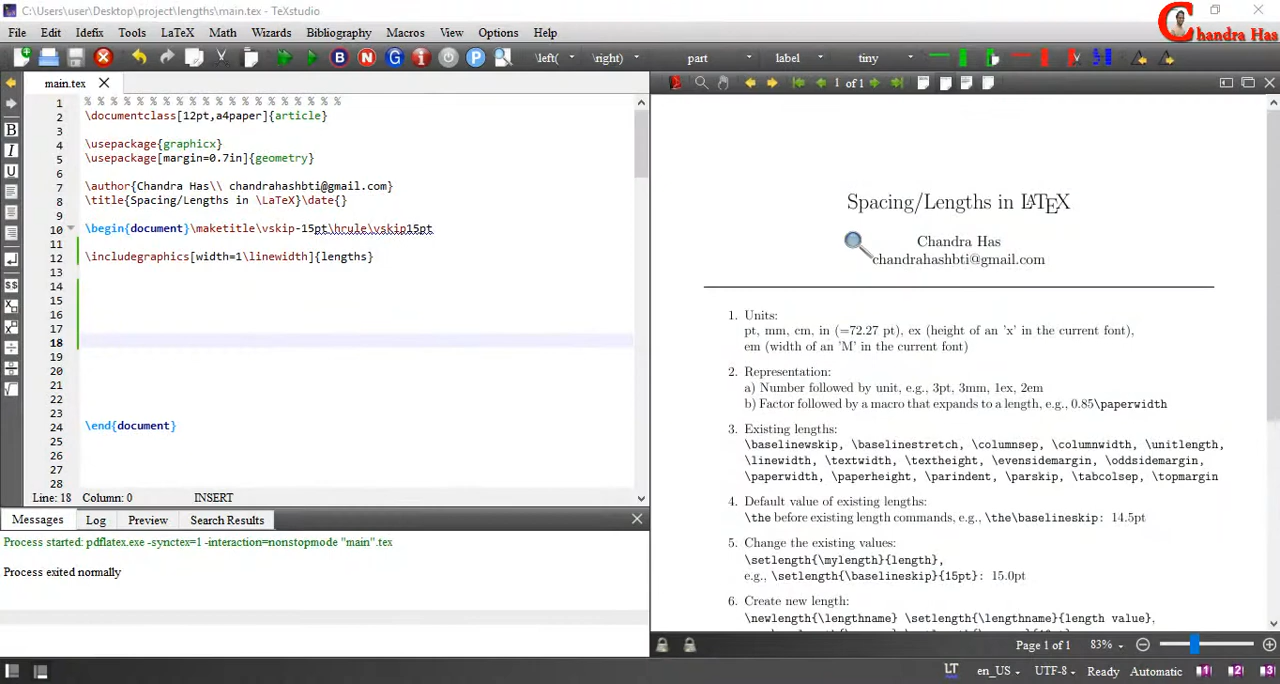 C:\Users\user\Desktop\project\lengths\main.tex - TeXstudio
Chandra Has
File Edit Idefix Tools LaTeX Math Wizards Bibliography Macros View Options Help
\left( \right) part label tiny
main.tex
1 of 1
1 % % % % % % % % % % % % % % % % % % % %
2 \documentclass[12pt,a4paper]{article}
3
4 \usepackage{graphicx}
5 \usepackage[margin=0.7in]{geometry}
6
7 \author{Chandra Has\\ chandrahashbti@gmail.com}
8 \title{Spacing/Lengths in \LaTeX}\date{}
9
10 \begin{document}\maketitle\vskip-15pt\hrule\vskip15pt
11
12 \includegraphics[width=1\linewidth]{lengths}
13
14
15
16
17
18
19
20
21
22
23 \end{document}
25
26
27
28
Line: 18 Column: 0 INSERT
Messages Log Preview Search Results
Process started: pdflatex.exe -synctex=1 -interaction=nonstopmode "main".tex
Process exited normally
Spacing/Lengths in LATEX
Chandra Has
chandrahashbti@gmail.com
1. Units:
pt, mm, cm, in (=72.27 pt), ex (height of an 'x' in the current font),
em (width of an 'M' in the current font)
2. Representation:
a) Number followed by unit, e.g., 3pt, 3mm, 1ex, 2em
b) Factor followed by a macro that expands to a length, e.g., 0.85\paperwidth
3. Existing lengths:
\baselinewskip, \baselinestretch, \columnsep, \columnwidth, \unitlength,
\linewidth, \textwidth, \textheight, \evensidemargin, \oddsidemargin,
\paperwidth, \paperheight, \parindent, \parskip, \tabcolsep, \topmargin
4. Default value of existing lengths:
\the before existing length commands, e.g., \the\baselineskip: 14.5pt
5. Change the existing values:
\setlength{\mylength}{length},
e.g., \setlength{\baselineskip}{15pt}: 15.0pt
6. Create new length:
\newlength{\lengthname} \setlength{\lengthname}{length value},
Page 1 of 1 83%
LT en_US UTF-8 Ready Automatic 1 2 3